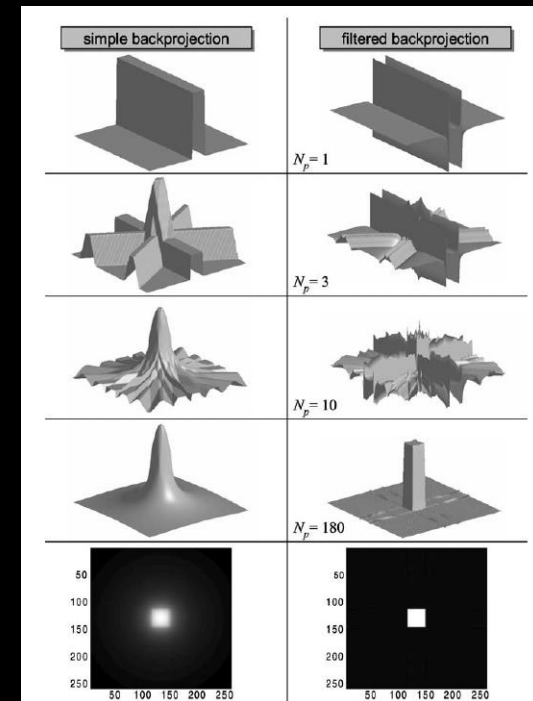 simple backprojection
filtered backprojection
N_p = 1
N_p = 3
N_p = 10
N_p = 180
50
100
150
200
250
50 100 150 200 250
50
100
150
200
250
50 100 150 200 250